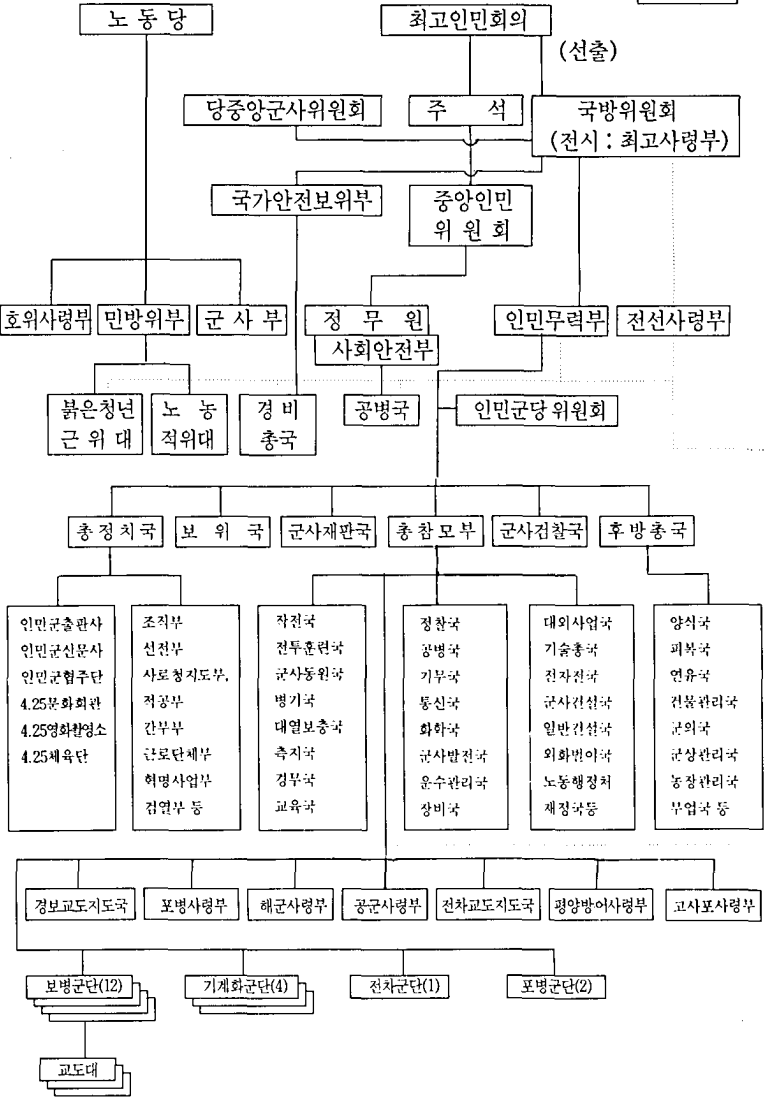 노 동 당
최고인민회의
(선출)
당중앙군사위원회
주 석
국방위원회
(전시 : 최고사령부)
국가안전보위부
중앙인민
위 원 회
호위사령부
민방위부
군 사 부
정 무 원
사회안전부
인민무력부
전선사령부
붉은청년
근 위 대
노 농
적위대
경 비
총국
공병국
인민군당 위원회
총정치국
보 위 국
군사재판국
총참모부
군사검찰국
후방총국
인민군출판사
인민군신문사
인민군협주단
4.25문화회관
4.25영화촬영소
4.25체육단
조직부
선전부
사로청지도부,
적공부
간부부
근로단체부
혁명사업부
검열부 등
작전국
전투훈련국
군사동원국
병기국
대열보충국
측지국
경무국
교육국
정찰국
공병국
기무국
통신국
화학국
군사발전국
운수관리국
장비국
대외사업국
기술총국
전자전국
군사건설국
일반건설국
외화벌이국
노동행정처
재정국등
양식국
피복국
연유국
건물관리국
군의국
군상관리국
농장관리국
부업국 등
경보교도지도국
포병사령부
해군사령부
공군사령부
전차교도지도국
평양방어사령부
고사포사령부
보병군단(12)
기계화군단(4)
전차군단(1)
포병군단(2)
교도대